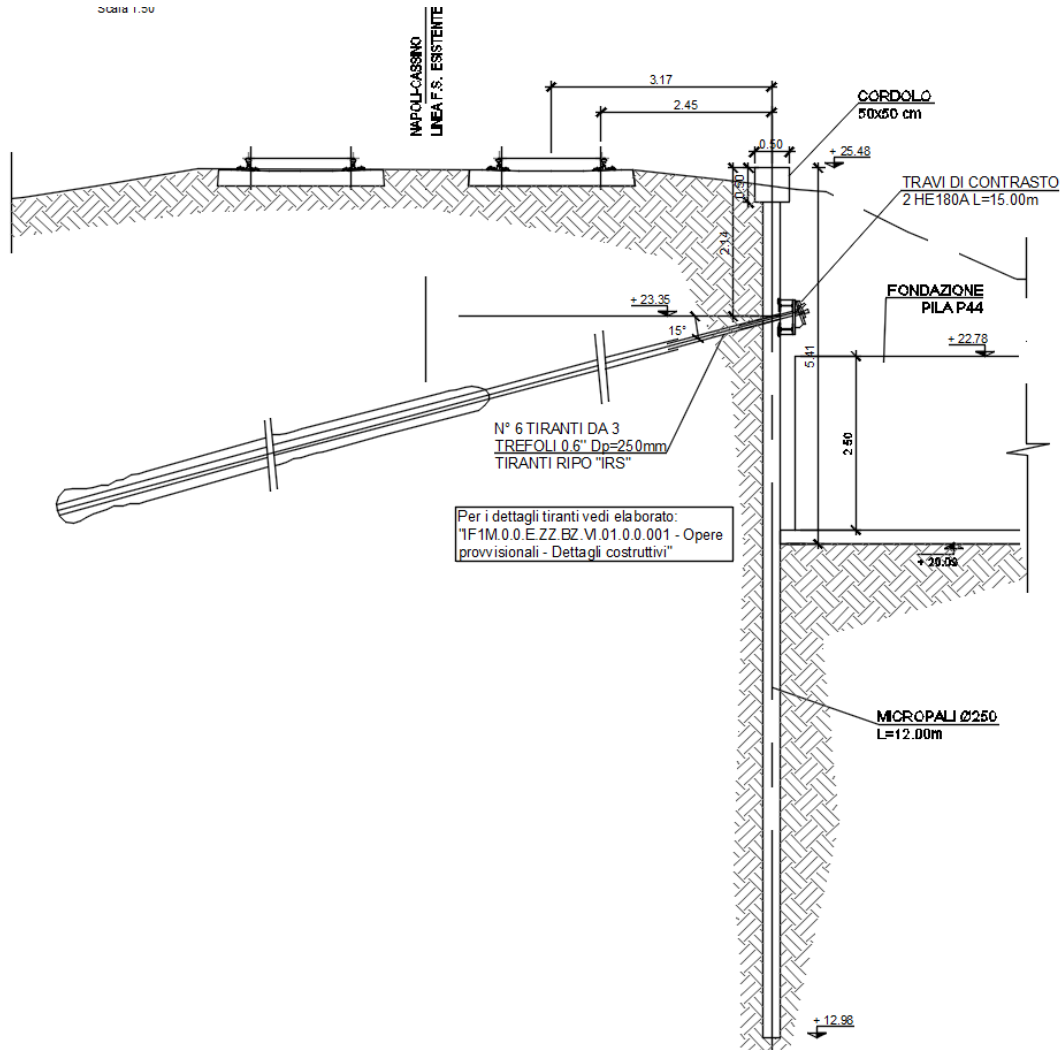 Scala 1:50
NAPOLI-CASSINO
LINEA F.S. ESISTENTE
3.17
2.45
CORDOLO
50x50 cm
0.50
+ 25.48
0.50
TRAVI DI CONTRASTO
2 HE180A L=15.00m
2.14
FONDAZIONE
PILA P44
+ 23.35
15°
+ 22.78
5.41
2.50
N° 6 TIRANTI DA 3
TREFOLI 0.6" Dp=250mm
TIRANTI RIPO "IRS"
Per i dettagli tiranti vedi elaborato:
"IF1M.0.0.E.ZZ.BZ.VI.01.0.0.001 - Opere
provvisionali - Dettagli costruttivi"
+ 20.09
MICROPALI Ø250
L=12.00m
+ 12.98